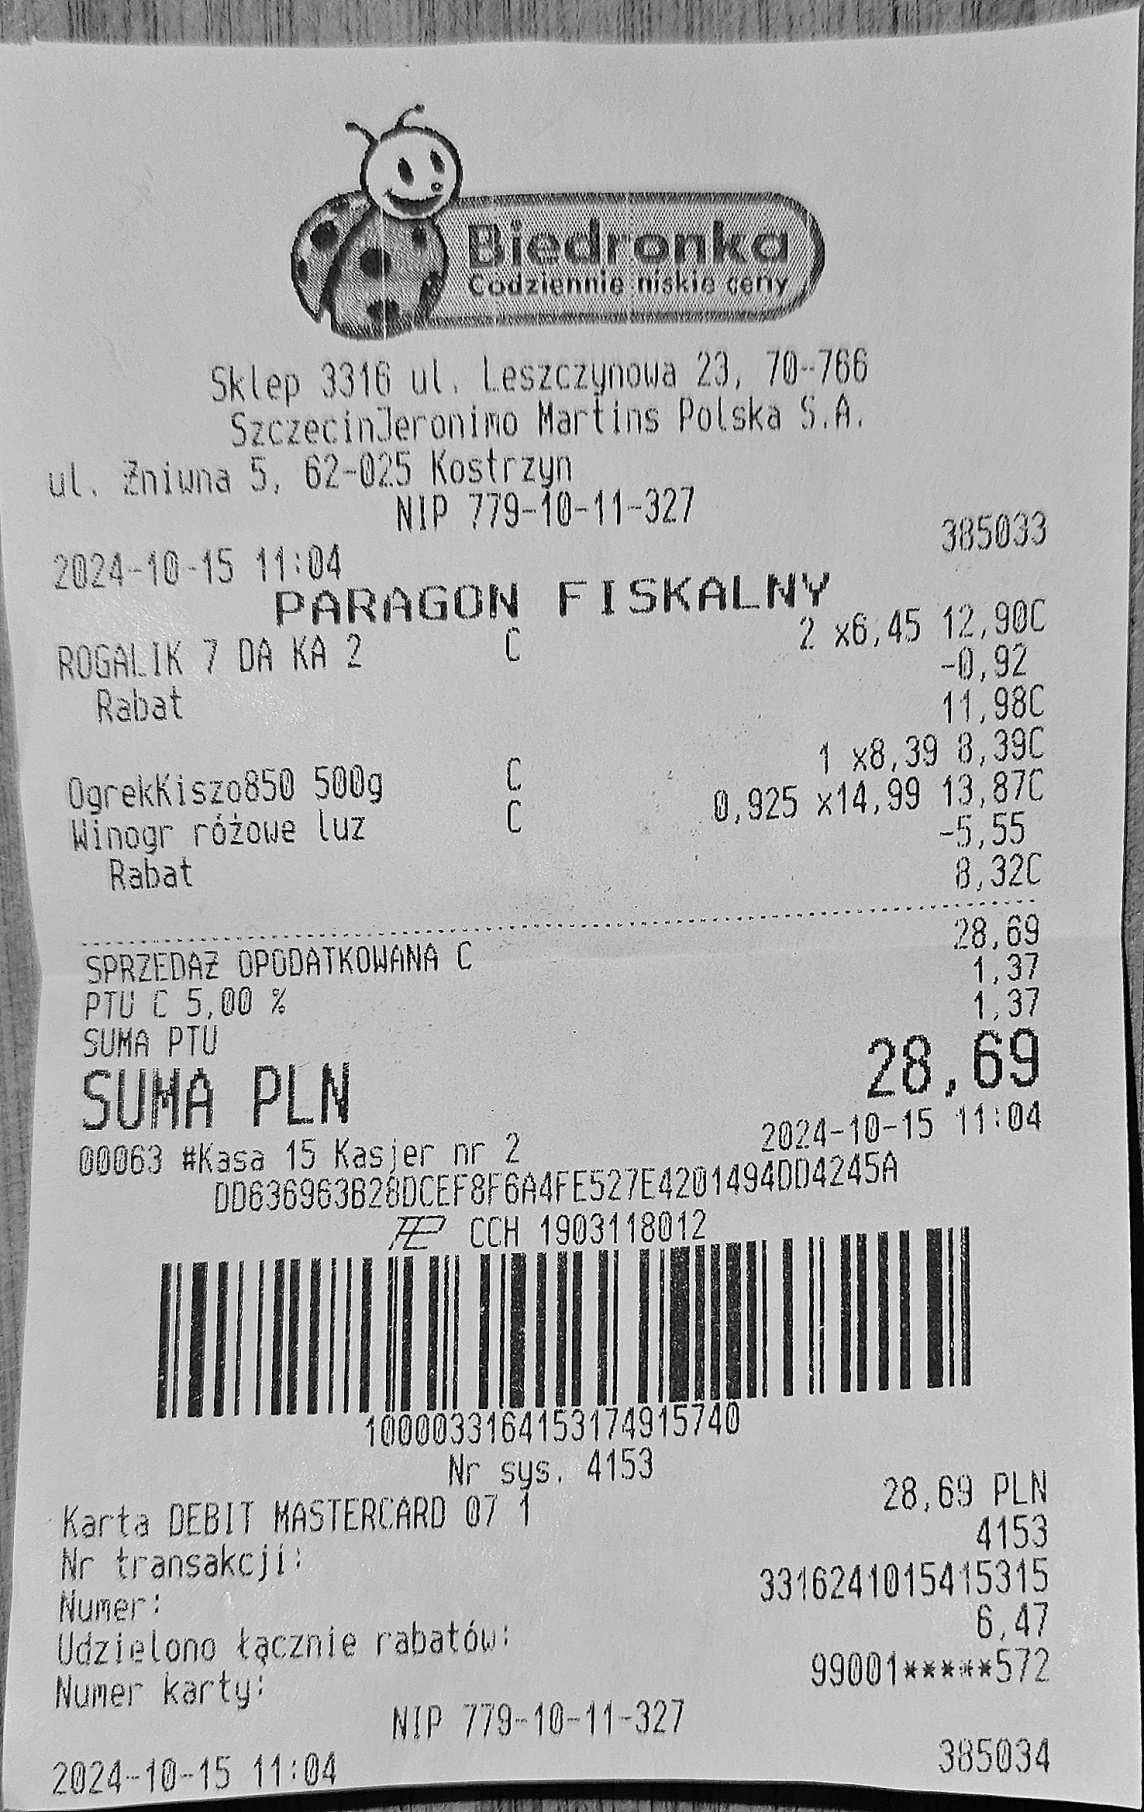 Biedronka
Codziennie niskie ceny
Sklep 3316 ul. Leszczynowa 23, 70-766
SzczecinJeronimo Martins Polska S.A.
ul. Żniwna 5, 62-025 Kostrzyn
NIP 779-10-11-327
2024-10-15 11:04 385033
PARAGON FISKALNY
ROGALIK 7 DA KA 2 C 2 x6,45 12,90C
Rabat -0,92
11,98C
OgrekKiszo850 500g C 1 x8,39 8,39C
Winogr różowe luz C 0,925 x14,99 13,87C
Rabat -5,55
8,32C
SPRZEDAŻ OPODATKOWANA C 28,69
PTU C 5,00 % 1,37
SUMA PTU 1,37
SUMA PLN 28,69
00063 #Kasa 15 Kasjer nr 2 2024-10-15 11:04
DD636963B28DCEF8F6A4FE527E4201494DD4245A
CCH 1903118012
1000033164153174915740
Nr sys. 4153
Karta DEBIT MASTERCARD 07 1 28,69 PLN
Nr transakcji: 4153
Numer: 3316241015415315
Udzielono łącznie rabatów: 6,47
Numer karty: 99001*****572
NIP 779-10-11-327
2024-10-15 11:04 385034